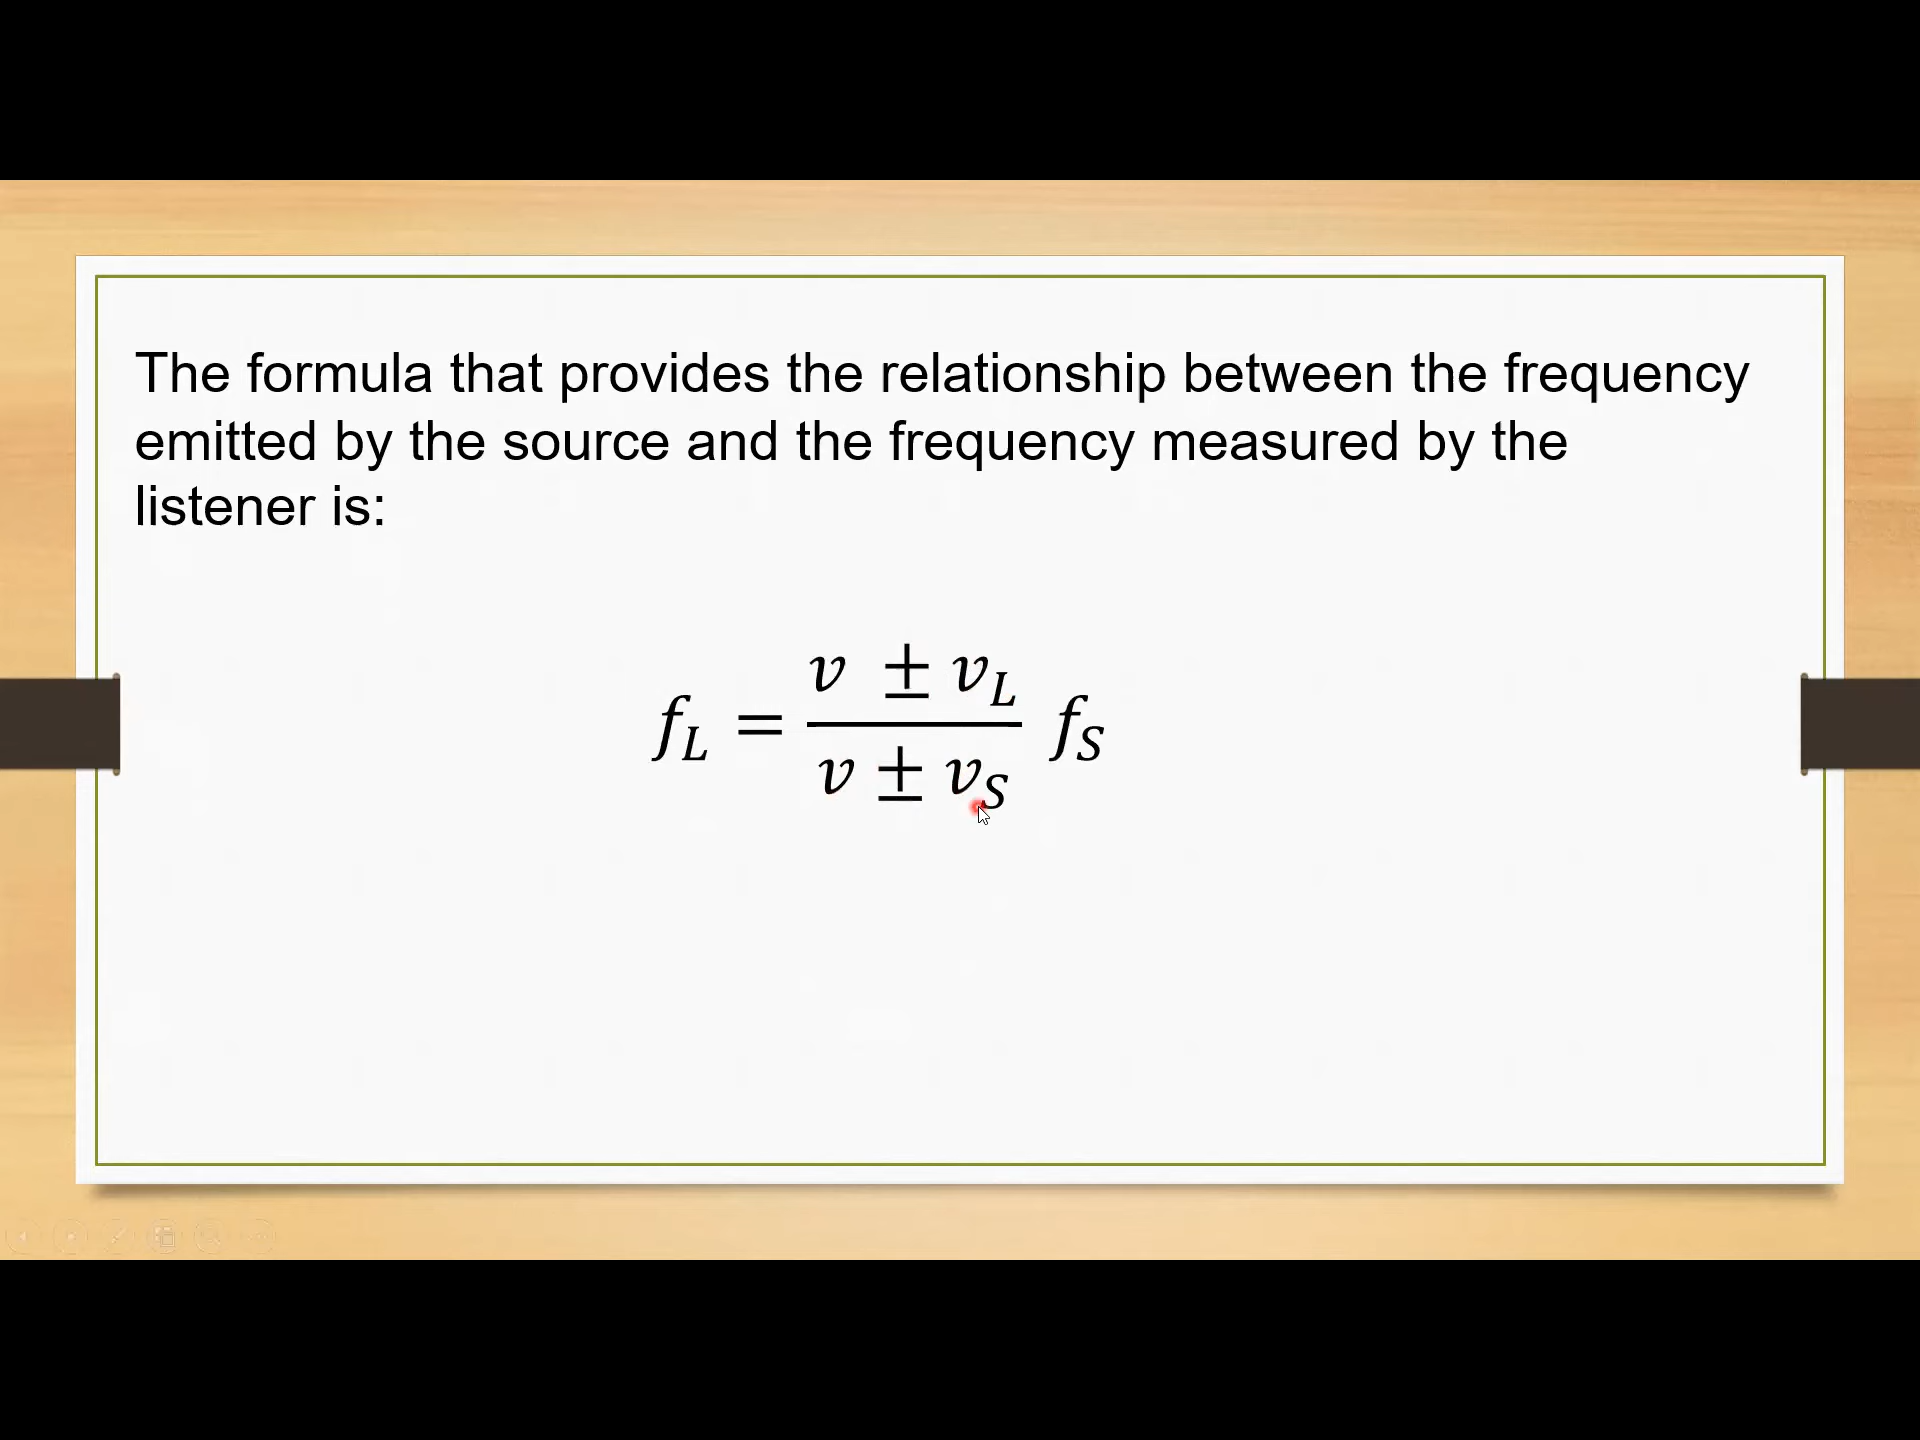 The formula that provides the relationship between the frequency
emitted by the source and the frequency measured by the
listener is:
f_L = \frac{v ± v_L}{v ± v_S} f_S